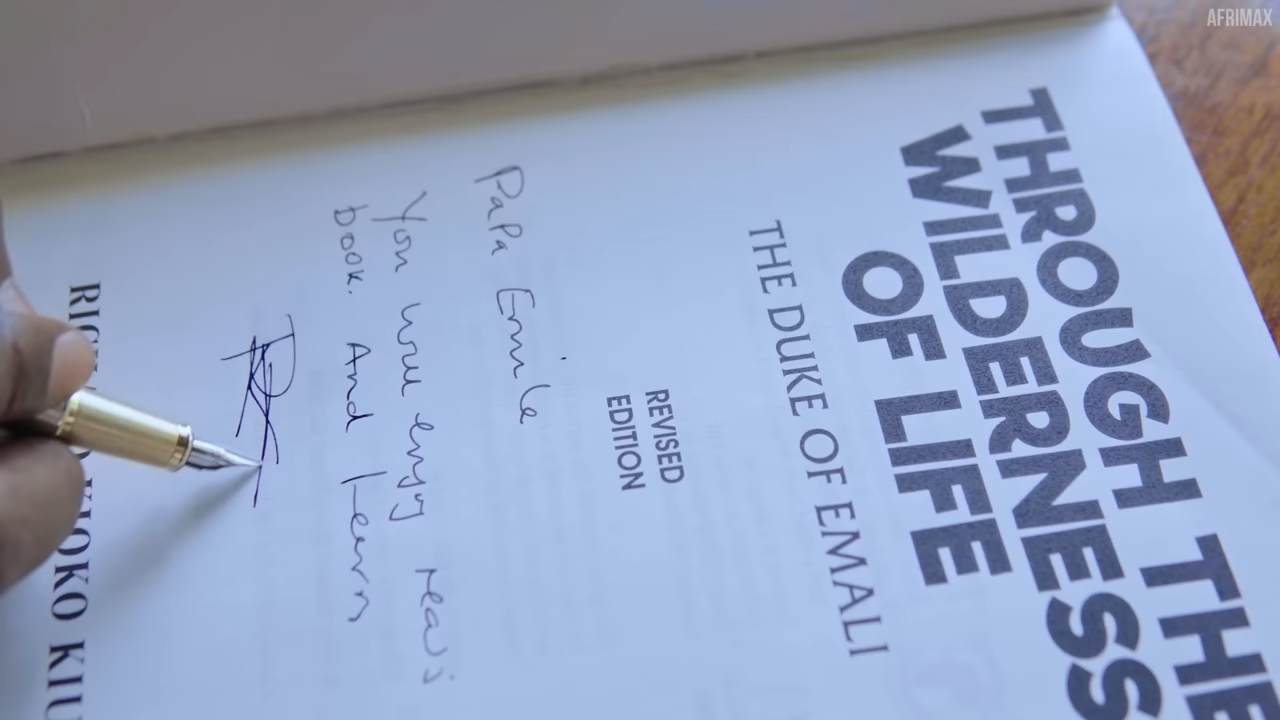 AFRIMAX
THROUGH THE
WILDERNESS
OF LIFE
THE DUKE OF EMALI
REVISED
EDITION
Papa Emile
You will enjoy
book. And Learn
KIOKO